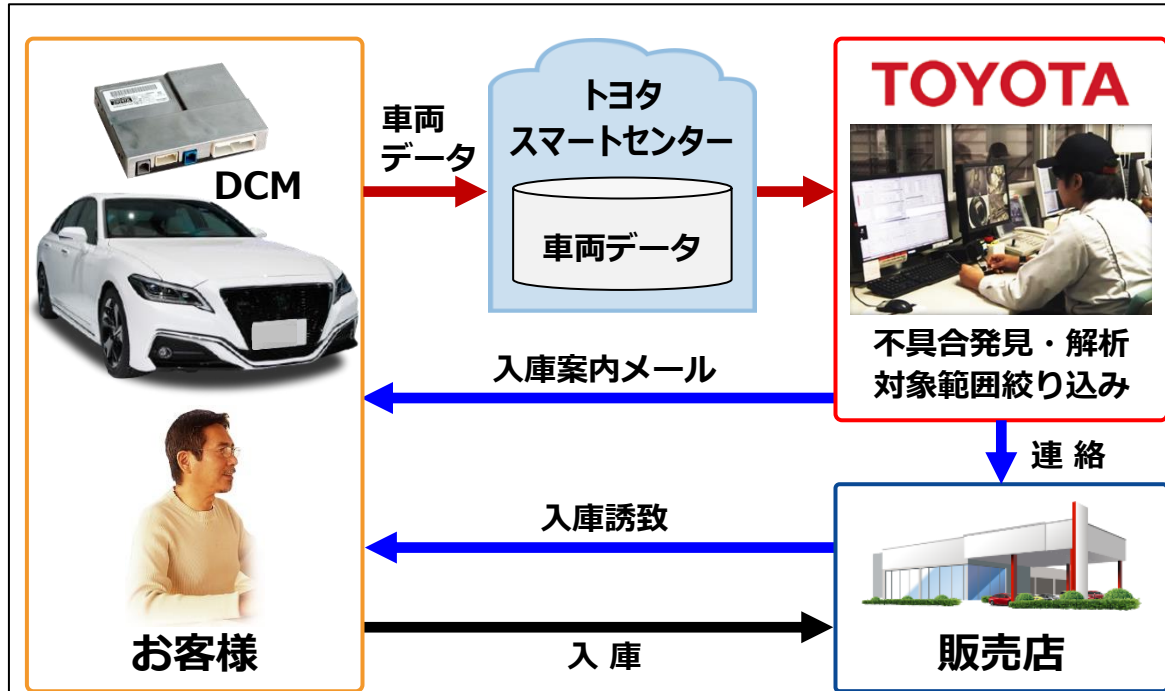 DCM
お客様
車両
データ
トヨタ
スマートセンター
車両データ
TOYOTA
不具合発見・解析
対象範囲絞り込み
入庫案内メール
連 絡
入庫誘致
入 庫
販売店